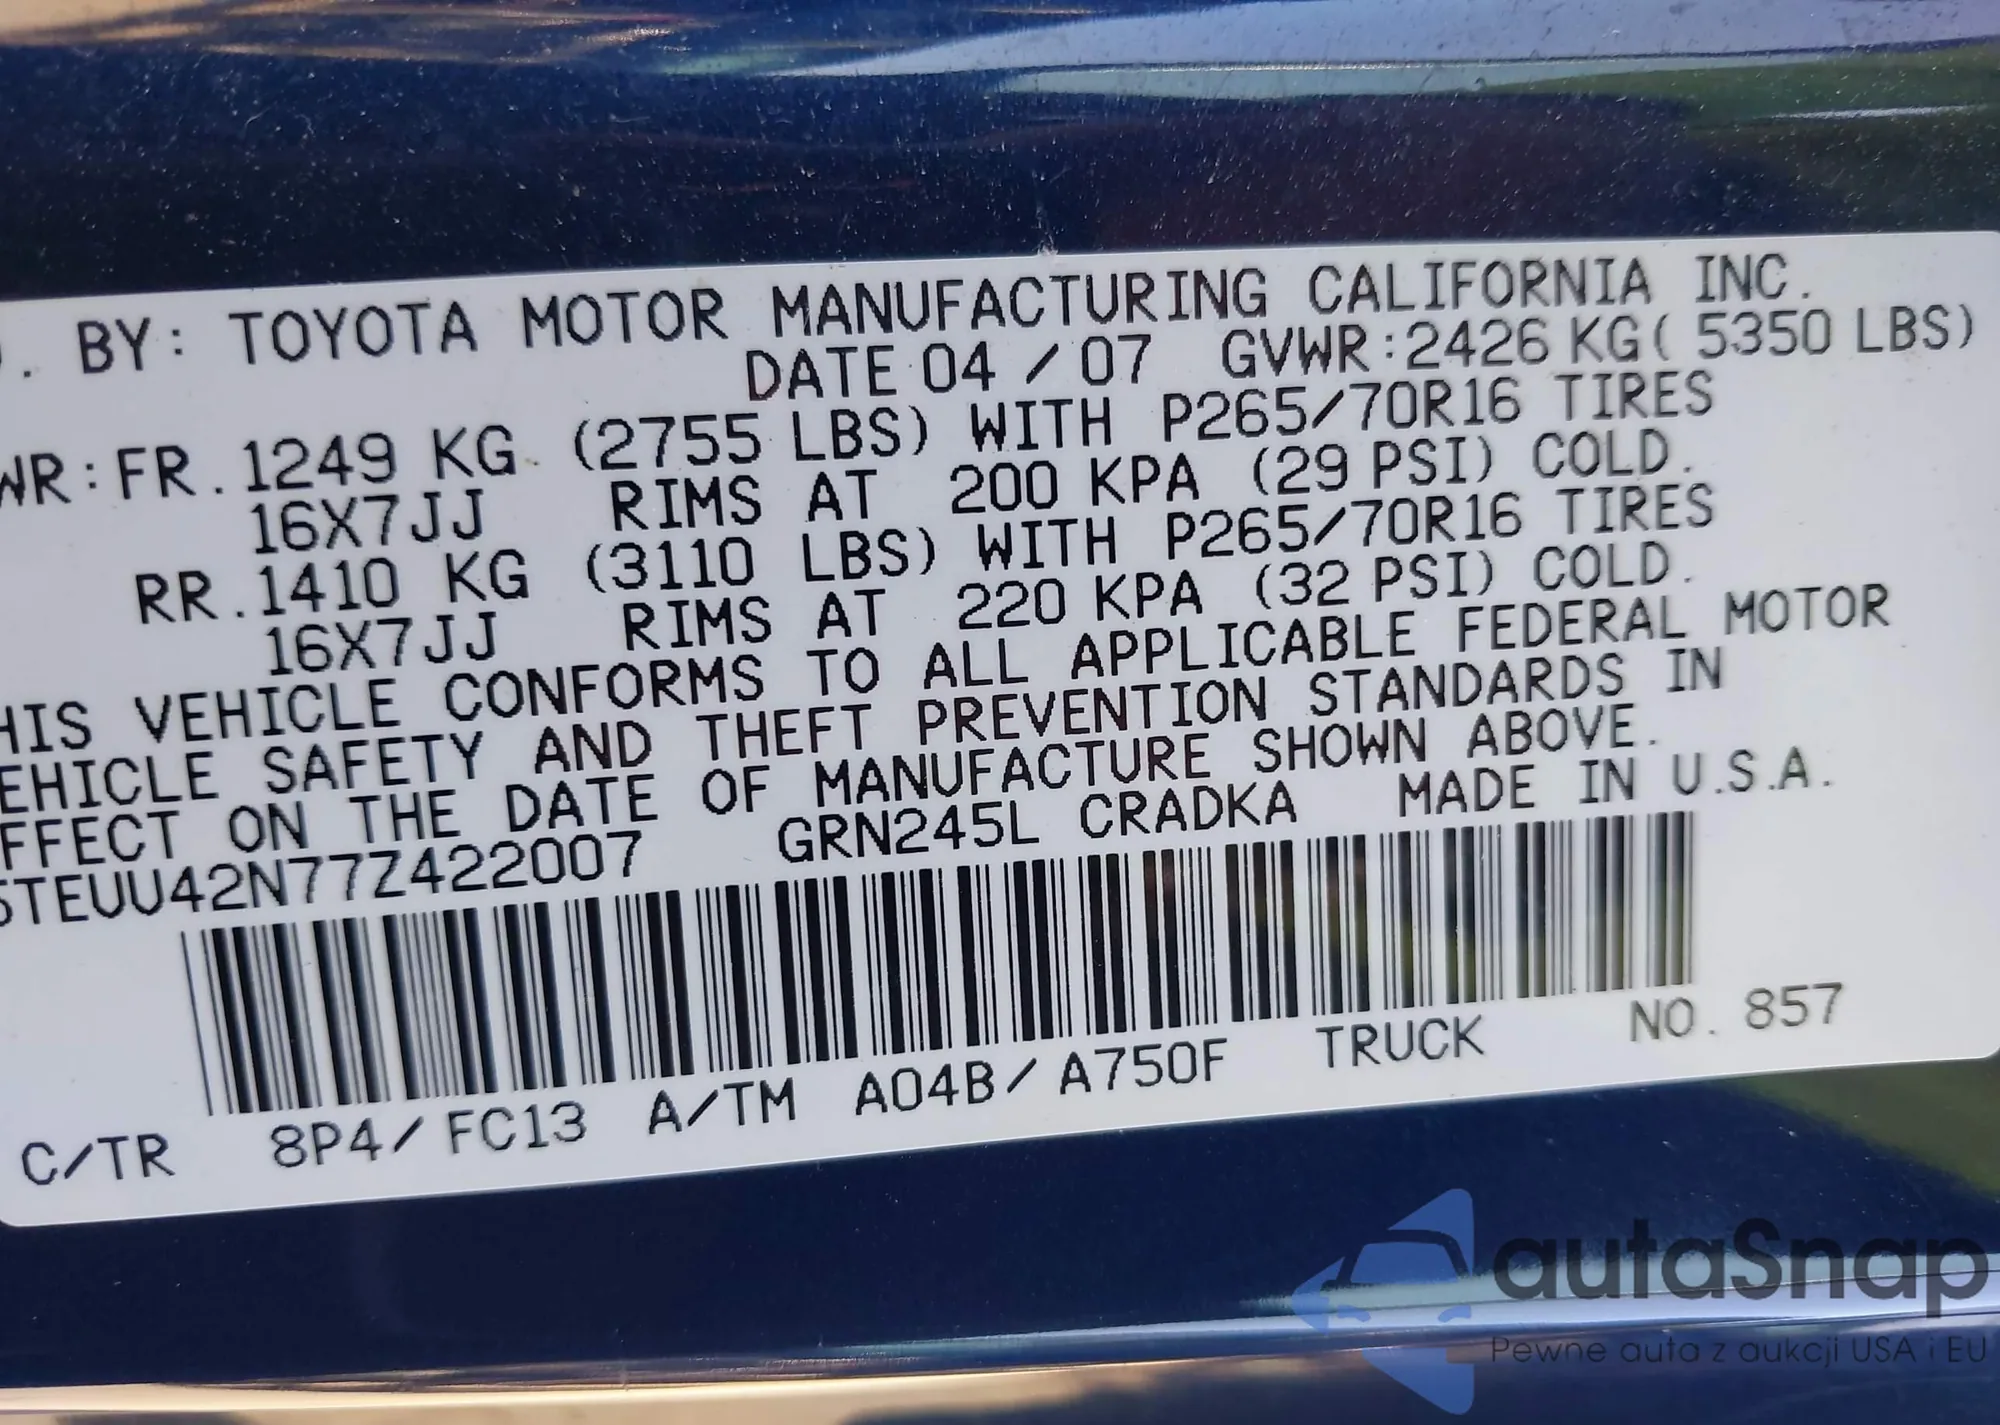 . BY: TOYOTA MOTOR MANUFACTURING CALIFORNIA INC.
DATE 04 / 07 GVWR:2426 KG( 5350 LBS)
WR:FR.1249 KG (2755 LBS) WITH P265/70R16 TIRES
16X7JJ RIMS AT 200 KPA (29 PSI) COLD.
RR.1410 KG (3110 LBS) WITH P265/70R16 TIRES
16X7JJ RIMS AT 220 KPA (32 PSI) COLD.
HIS VEHICLE CONFORMS TO ALL APPLICABLE FEDERAL MOTOR
EHICLE SAFETY AND THEFT PREVENTION STANDARDS IN
FFECT ON THE DATE OF MANUFACTURE SHOWN ABOVE.
5TEUU42N77Z422007 GRN245L CRADKA MADE IN U.S.A.
C/TR 8P4/FC13 A/TM A04B/A750F TRUCK NO. 857
autaSnap
Pewne auta z aukcji USA i EU